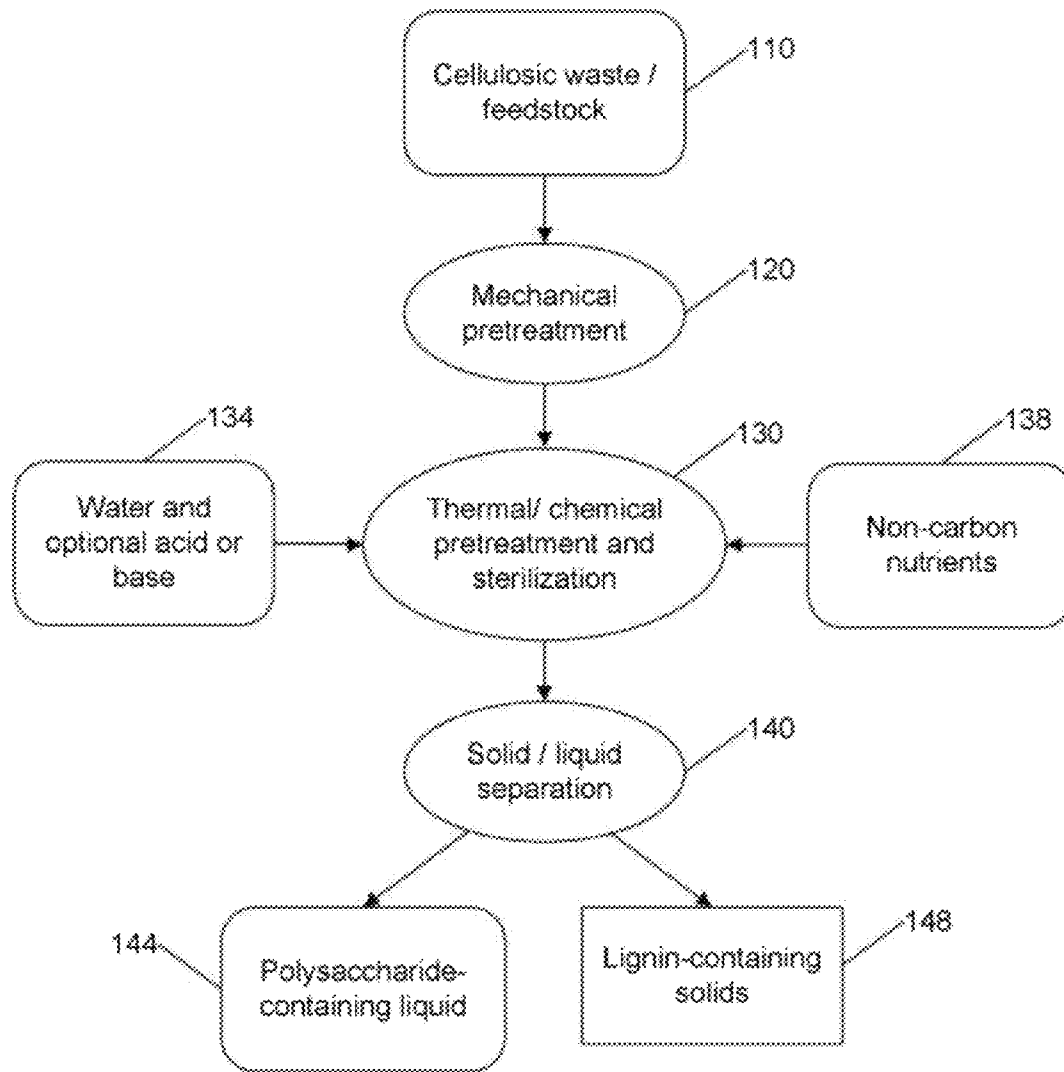 110
Cellulosic waste /
feedstock
120
Mechanical
pretreatment
134
130
138
Water and
optional acid or
base
Thermal/ chemical
pretreatment and
sterilization
Non-carbon
nutrients
140
Solid / liquid
separation
144
Polysaccharide-
containing liquid
148
Lignin-containing
solids